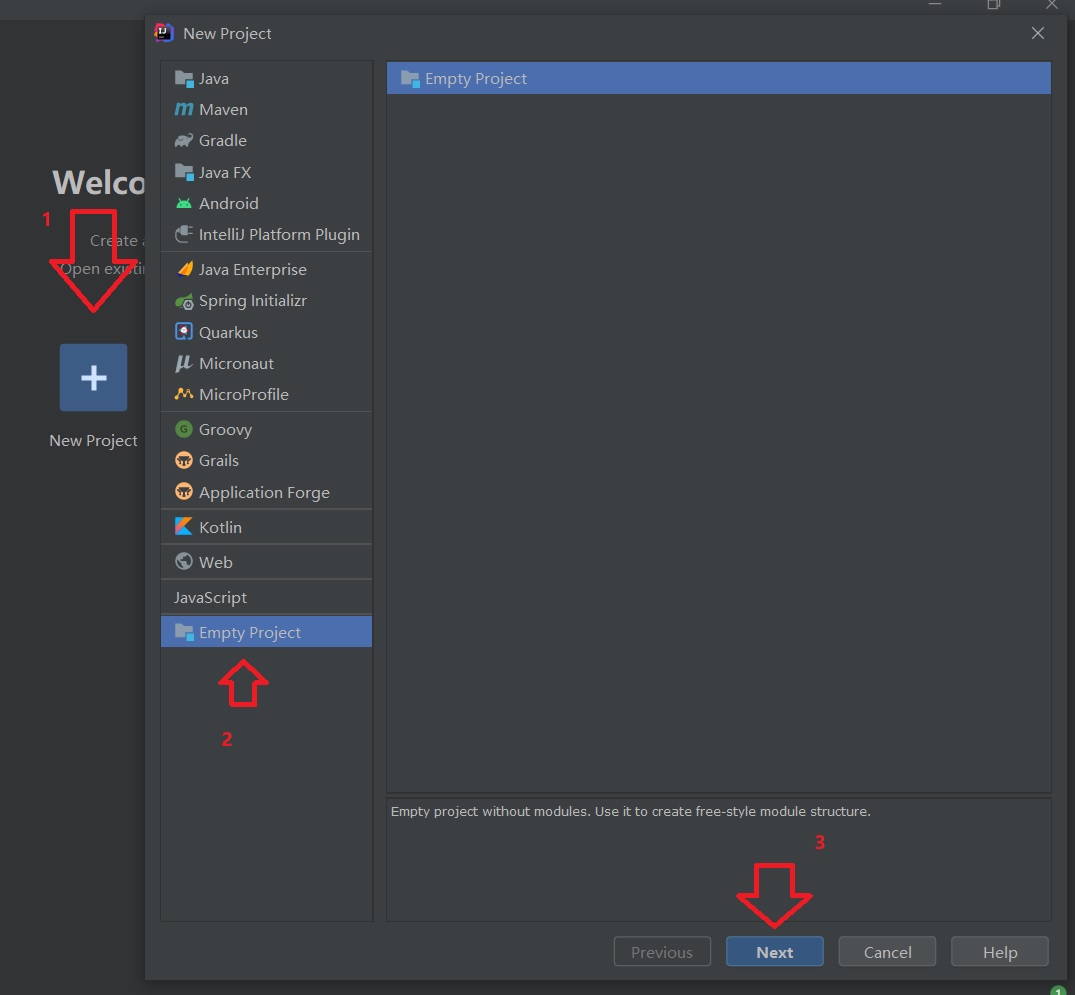 New Project
Welco
1
Create a
Open existi
+
New Project
Java
Maven
Gradle
Java FX
Android
IntelliJ Platform Plugin
Java Enterprise
Spring Initializr
Quarkus
Micronaut
MicroProfile
Groovy
Grails
Application Forge
Kotlin
Web
JavaScript
Empty Project
2
Empty Project
Empty project without modules. Use it to create free-style module structure.
3
Previous
Next
Cancel
Help
1